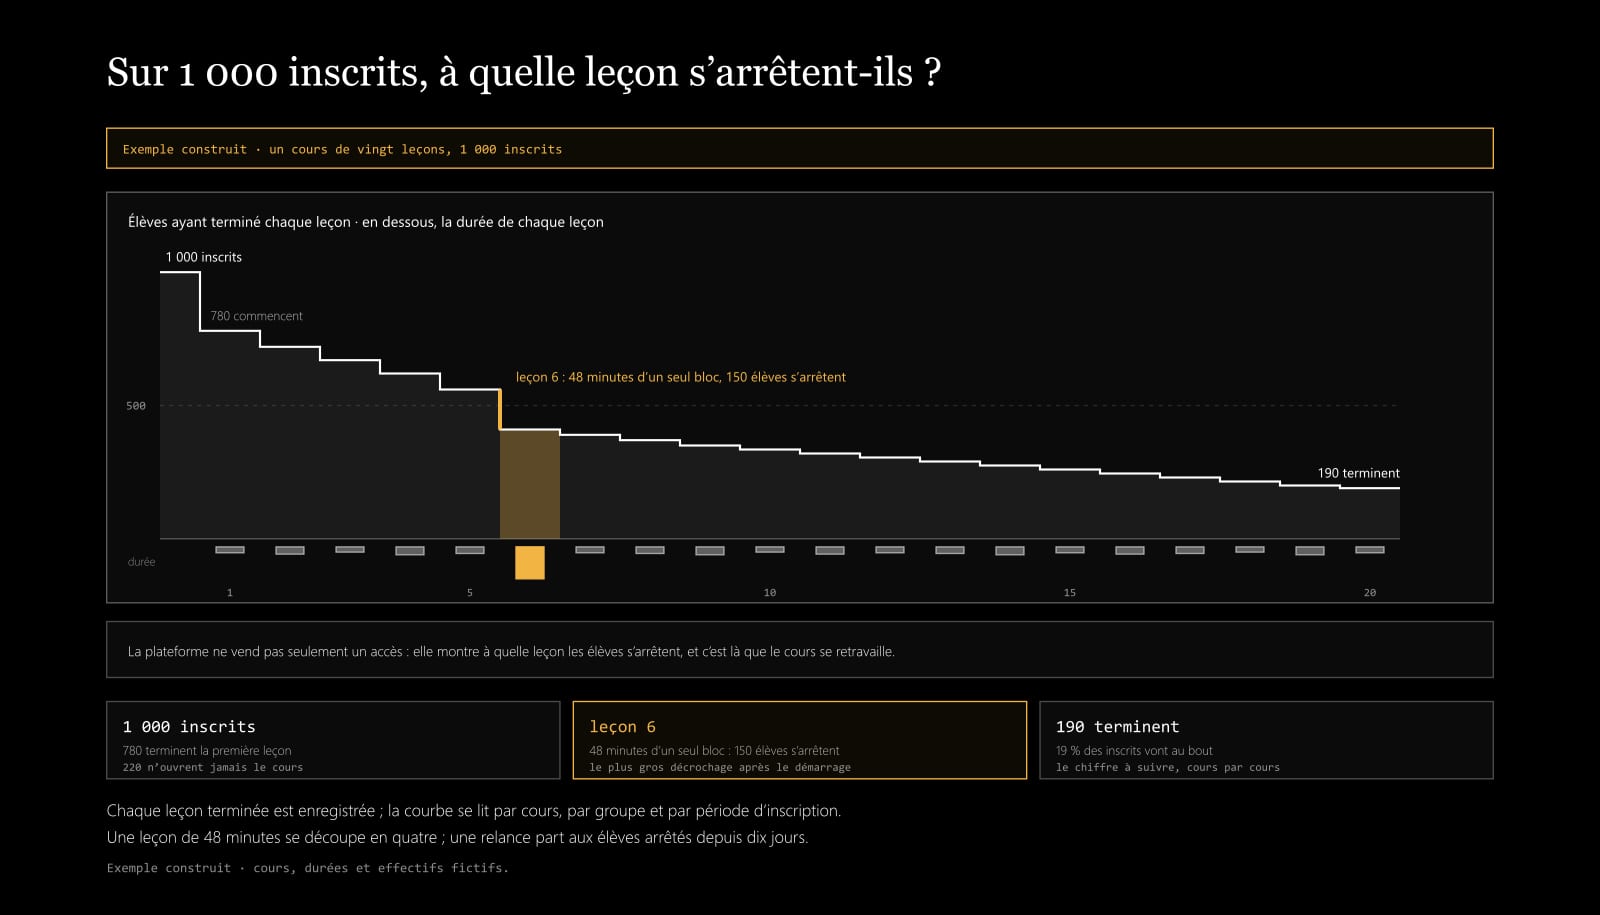 Sur 1 000 inscrits, à quelle leçon s’arrêtent-ils ?
Exemple construit · un cours de vingt leçons, 1 000 inscrits
Élèves ayant terminé chaque leçon · en dessous, la durée de chaque leçon
1 000 inscrits
780 commencent
leçon 6 : 48 minutes d’un seul bloc, 150 élèves s’arrêtent
500
190 terminent
durée
1 5 10 15 20
La plateforme ne vend pas seulement un accès : elle montre à quelle leçon les élèves s’arrêtent, et c’est là que le cours se retravaille.
1 000 inscrits
780 terminent la première leçon
220 n’ouvrent jamais le cours
leçon 6
48 minutes d’un seul bloc : 150 élèves s’arrêtent
le plus gros décrochage après le démarrage
190 terminent
19 % des inscrits vont au bout
le chiffre à suivre, cours par cours
Chaque leçon terminée est enregistrée ; la courbe se lit par cours, par groupe et par période d’inscription.
Une leçon de 48 minutes se découpe en quatre ; une relance part aux élèves arrêtés depuis dix jours.
Exemple construit · cours, durées et effectifs fictifs.